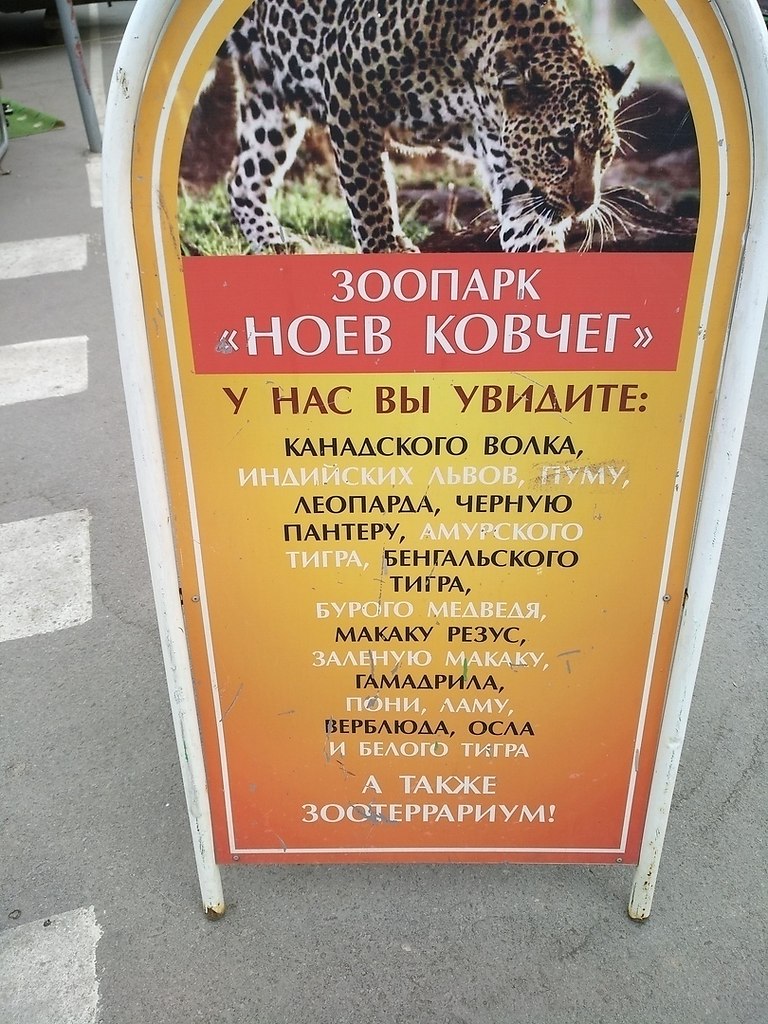 ЗООПАРК
«НОЕВ КОВЧЕГ»
У НАС ВЫ УВИДИТЕ:
КАНАДСКОГО ВОЛКА,
ИНДИЙСКИХ ЛЬВОВ, ПУМУ,
ЛЕОПАРДА, ЧЕРНУЮ
ПАНТЕРУ, АМУРСКОГО
ТИГРА, БЕНГАЛЬСКОГО
ТИГРА,
БУРОГО МЕДВЕДЯ,
МАКАКУ РЕЗУС,
ЗАЛЕНУЮ МАКАКУ,
ГАМАДРИЛА,
ПОНИ, ЛАМУ,
ВЕРБЛЮДА, ОСЛА
И БЕЛОГО ТИГРА
А ТАКЖЕ
ЗООТЕРРАРИУМ!